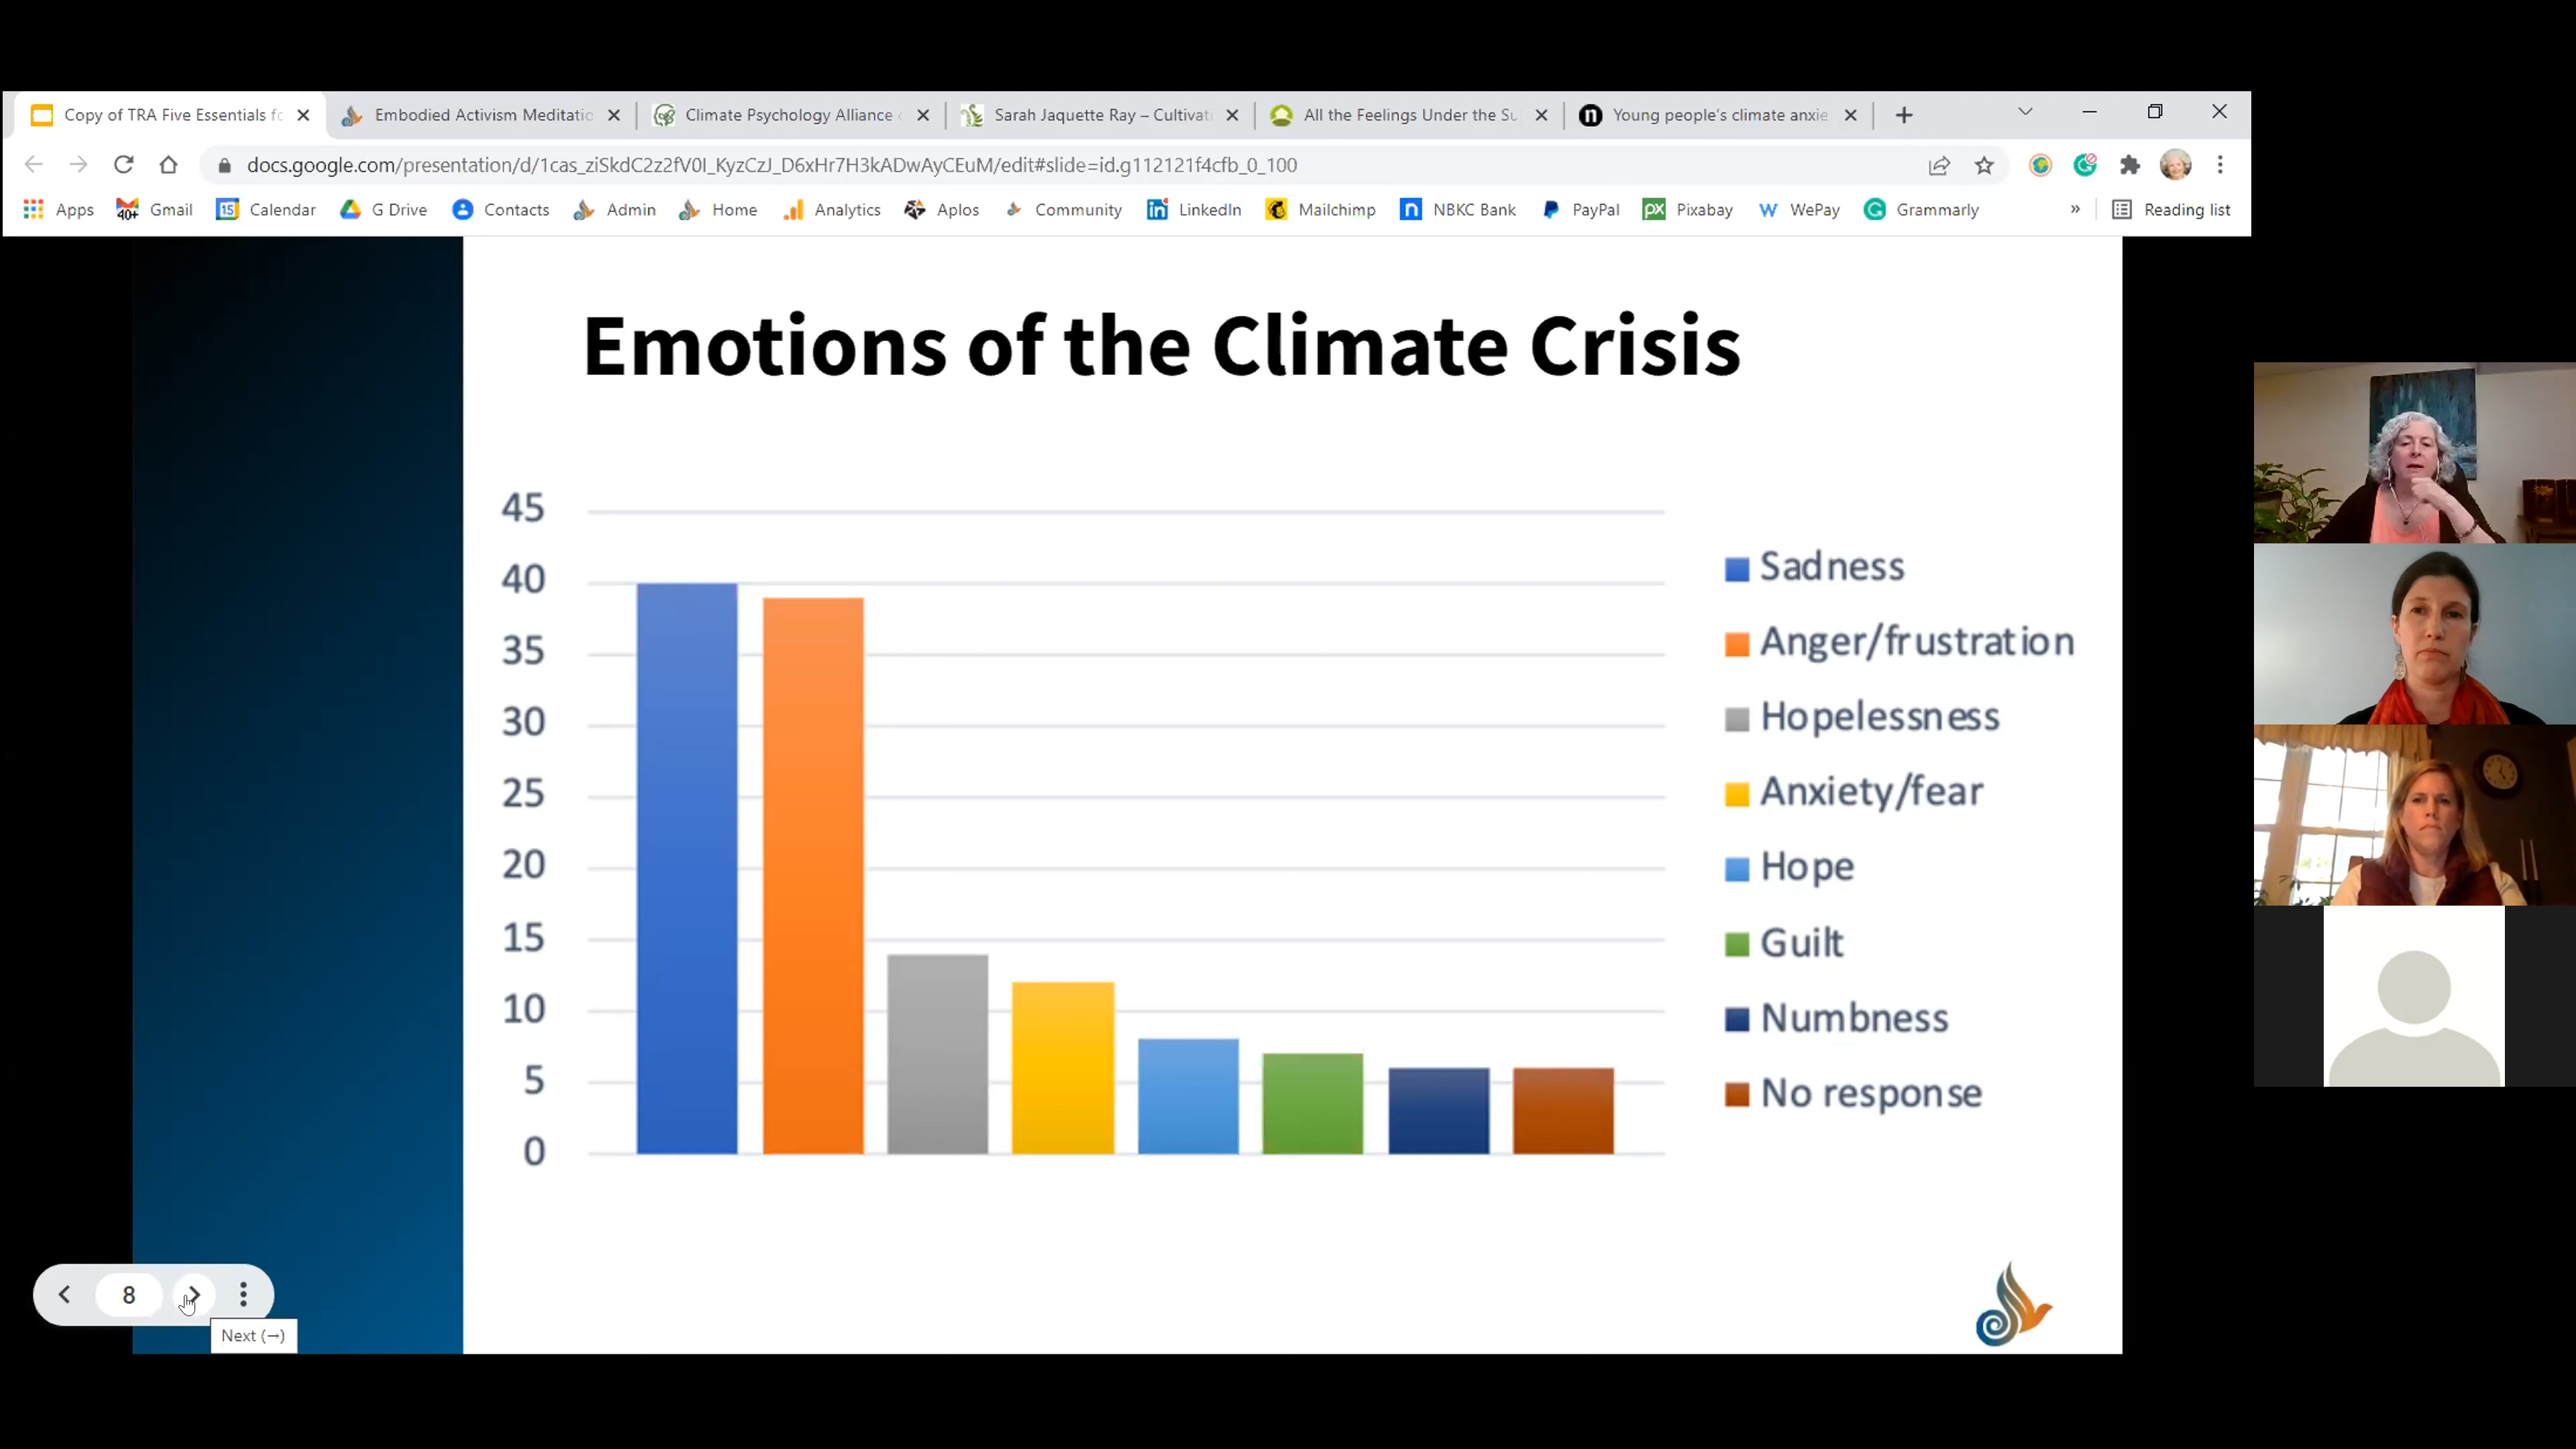 Copy of TRA Five Essentials fo
Embodied Activism Meditatio
Climate Psychology Alliance
Sarah Jaquette Ray – Cultivati
All the Feelings Under the Su
Young people's climate anxie
docs.google.com/presentation/d/1cas_ziSkdC2z2fV0I_KyzCzJ_D6xHr7H3kADwAyCEuM/edit#slide=id.g112121f4cfb_0_100
Apps 40+ Gmail 15 Calendar G Drive Contacts Admin Home Analytics Aplos Community LinkedIn Mailchimp NBKC Bank PayPal Pixabay WePay Grammarly » Reading list
Emotions of the Climate Crisis
45
40
35
30
25
20
15
10
5
0
Sadness
Anger/frustration
Hopelessness
Anxiety/fear
Hope
Guilt
Numbness
No response
8
Next (→)